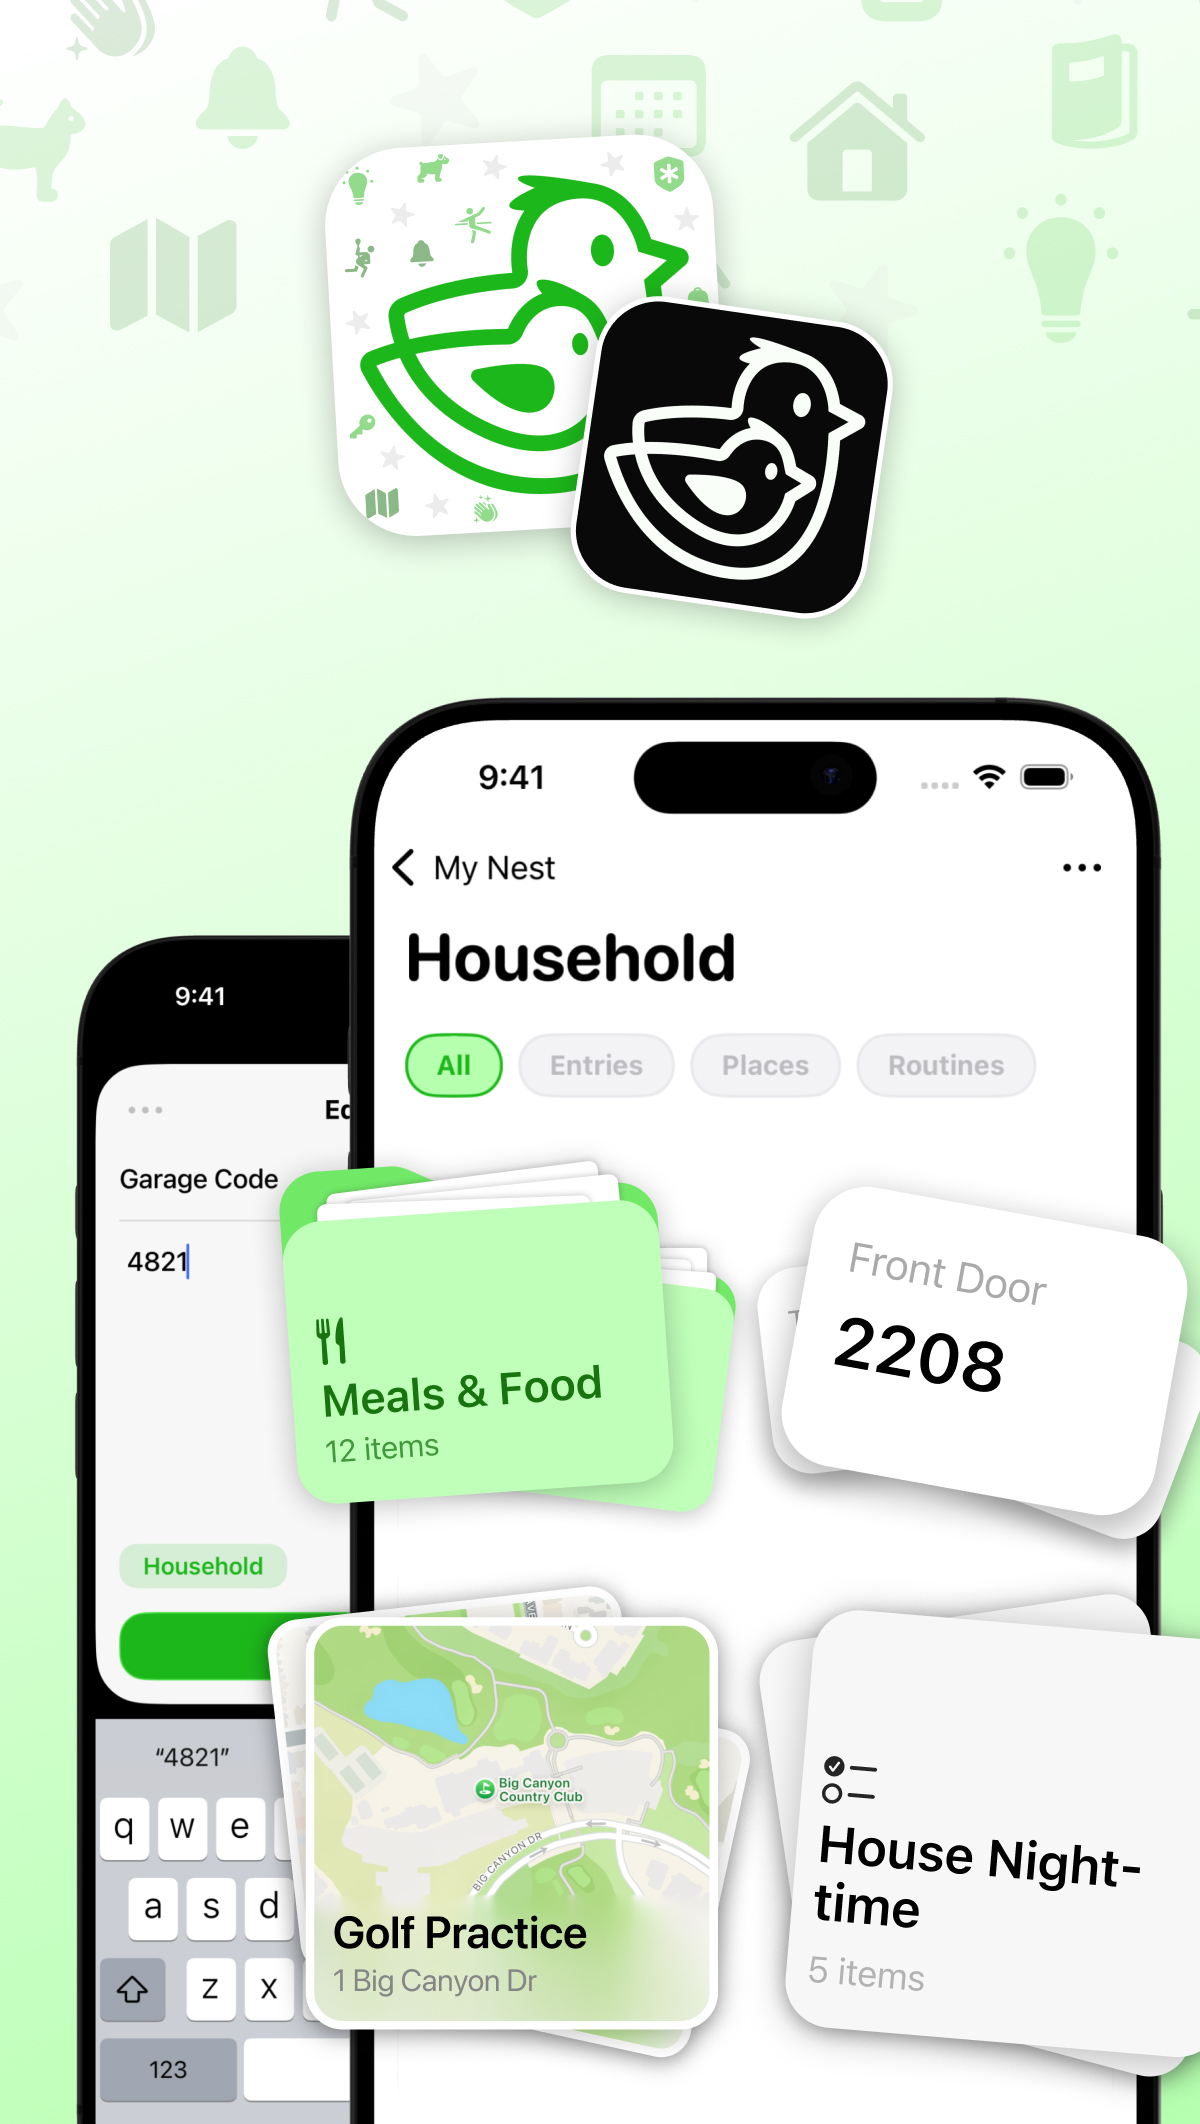 9:41
My Nest
Household
All
Entries
Places
Routines
9:41
Garage Code
4821
Household
“4821”
q w e
a s d
z x
123
Meals & Food
12 items
Front Door
2208
Big Canyon
Country Club
BIG CANYON DR
Golf Practice
1 Big Canyon Dr
House Night-
time
5 items